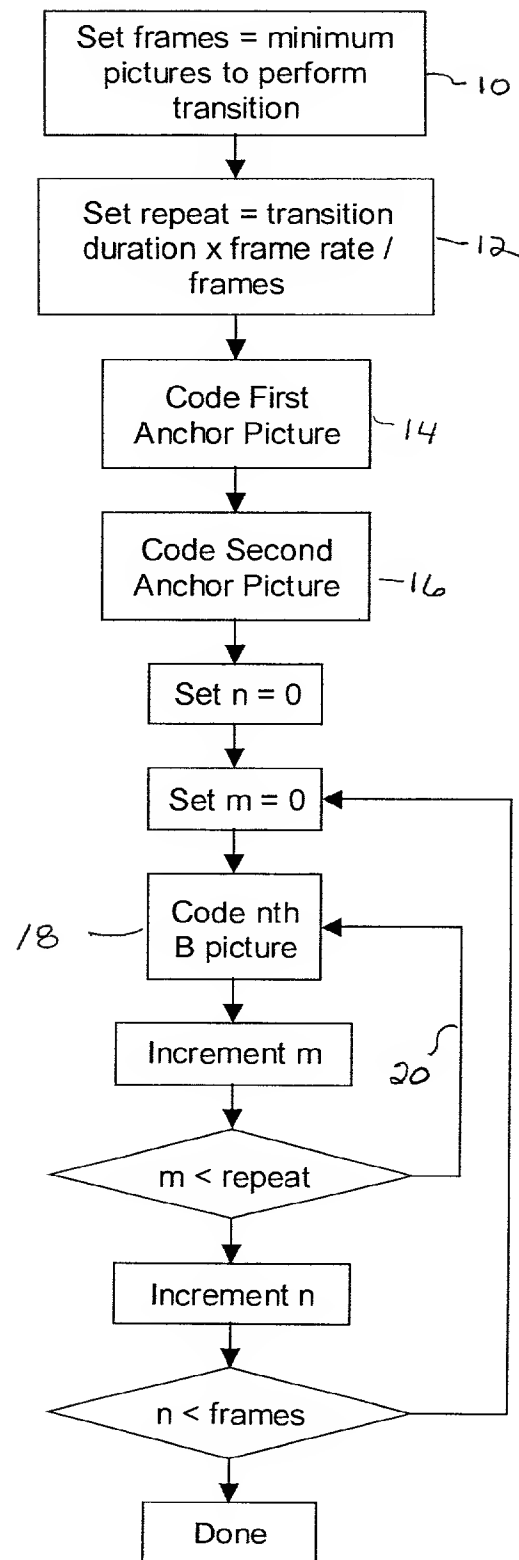 Set frames = minimum
pictures to perform
transition
10
Set repeat = transition
duration x frame rate /
frames
12
Code First
Anchor Picture
14
Code Second
Anchor Picture
16
Set n = 0
Set m = 0
Code nth
B picture
18
Increment m
20
m < repeat
Increment n
n < frames
Done